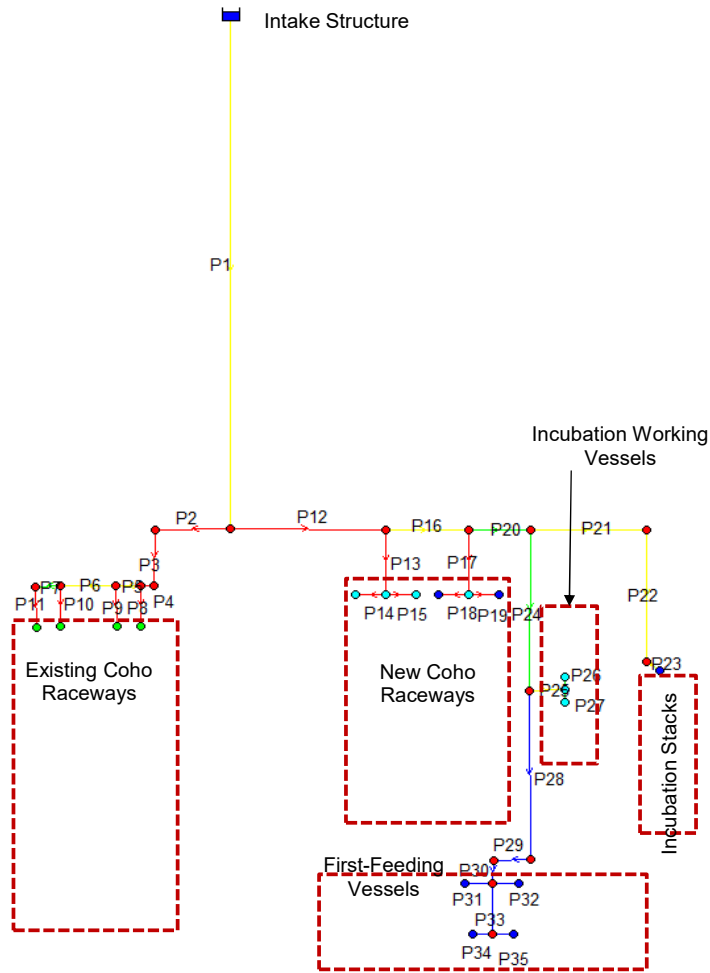 Intake Structure
P1
Incubation Working
Vessels
P2
P12
P16
P20
P21
P3
P13
P17
P7
P6
P5
P4
P22
P11
P10
P9
P8
P14
P15
P18
P19
P24
Existing Coho
Raceways
New Coho
Raceways
P26
P25
P27
P23
Incubation Stacks
P28
P29
First-Feeding
Vessels
P30
P31
P32
P33
P34
P35